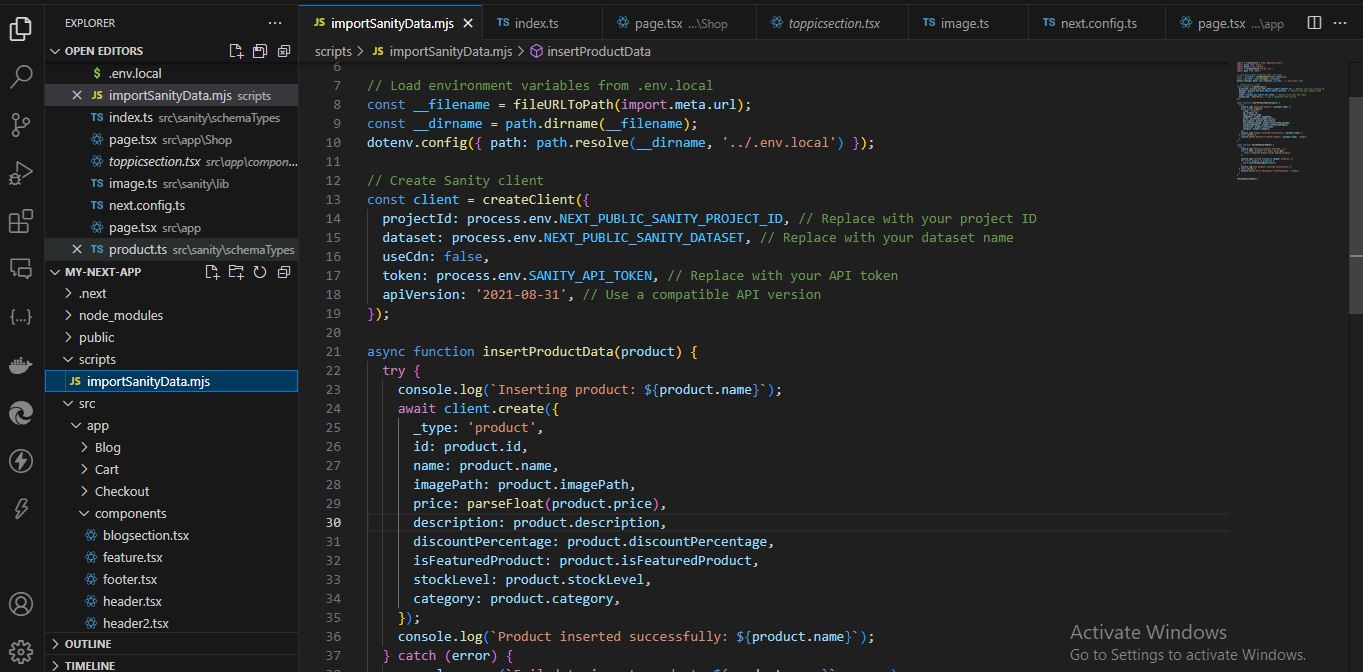 EXPLORER
OPEN EDITORS
$ .env.local
JS importSanityData.mjs scripts
TS index.ts src\sanity\schemaTypes
page.tsx src\app\Shop
toppicsection.tsx src\app\compon...
TS image.ts src\sanity\lib
TS next.config.ts
page.tsx src\app
TS product.ts src\sanity\schemaTypes
MY-NEXT-APP
.next
node_modules
public
scripts
JS importSanityData.mjs
src
app
Blog
Cart
Checkout
components
blogsection.tsx
feature.tsx
footer.tsx
header.tsx
header2.tsx
OUTLINE
TIMELINE
JS importSanityData.mjs TS index.ts page.tsx ...\Shop toppicsection.tsx TS image.ts TS next.config.ts page.tsx ...\app
scripts > JS importSanityData.mjs > insertProductData
6
7 // Load environment variables from .env.local
8 const __filename = fileURLToPath(import.meta.url);
9 const __dirname = path.dirname(__filename);
10 dotenv.config({ path: path.resolve(__dirname, '../.env.local') });
11
12 // Create Sanity client
13 const client = createClient({
14 projectId: process.env.NEXT_PUBLIC_SANITY_PROJECT_ID, // Replace with your project ID
15 dataset: process.env.NEXT_PUBLIC_SANITY_DATASET, // Replace with your dataset name
16 useCdn: false,
17 token: process.env.SANITY_API_TOKEN, // Replace with your API token
18 apiVersion: '2021-08-31', // Use a compatible API version
19 });
20
21 async function insertProductData(product) {
22 try {
23 console.log(`Inserting product: ${product.name}`);
24 await client.create({
25 _type: 'product',
26 id: product.id,
27 name: product.name,
28 imagePath: product.imagePath,
29 price: parseFloat(product.price),
30 description: product.description,
31 discountPercentage: product.discountPercentage,
32 isFeaturedProduct: product.isFeaturedProduct,
33 stockLevel: product.stockLevel,
34 category: product.category,
35 });
36 console.log(`Product inserted successfully: ${product.name}`);
37 } catch (error) {
Activate Windows
Go to Settings to activate Windows.